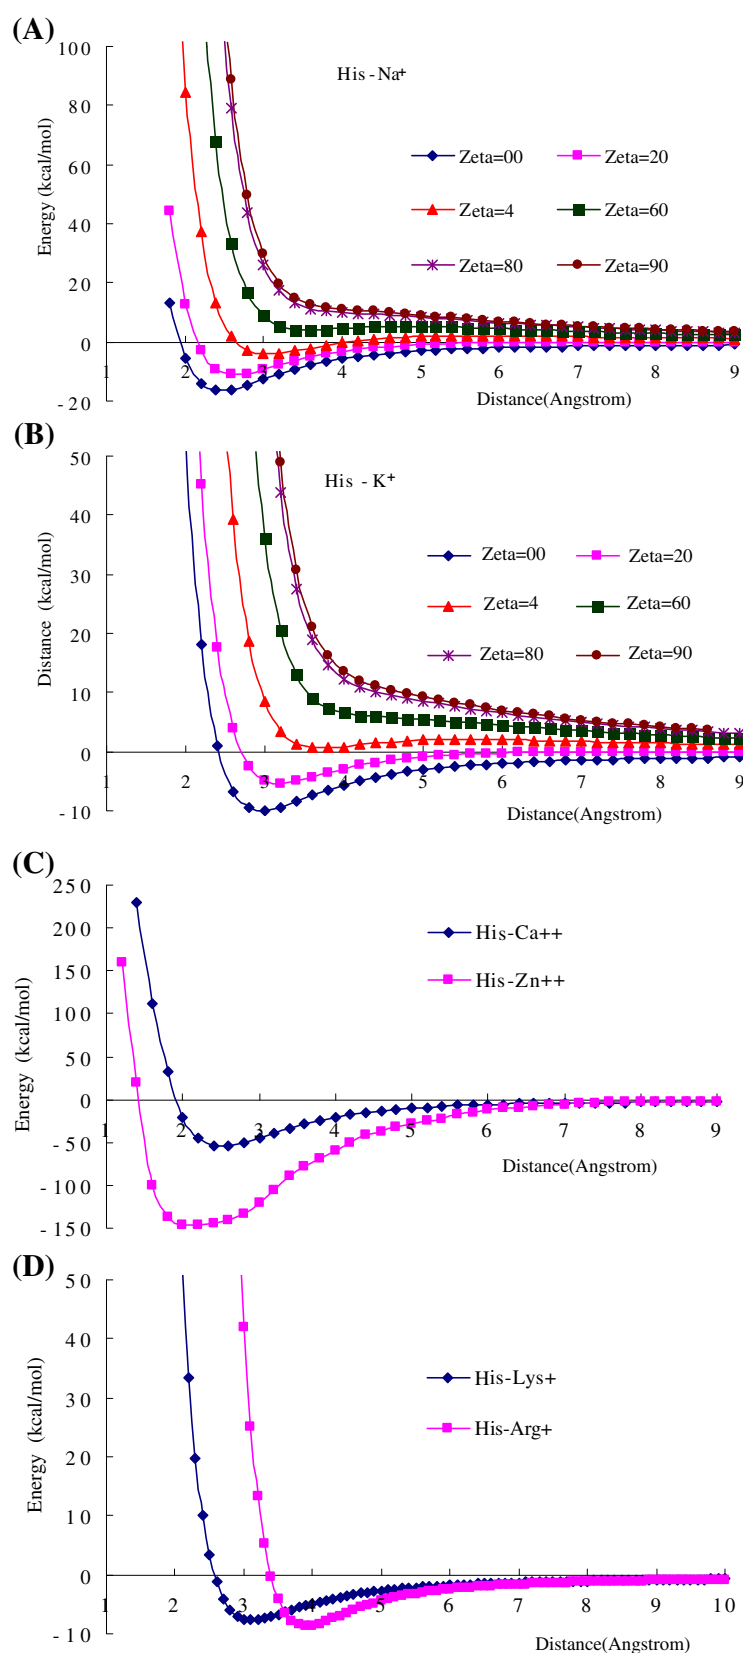 (A)
His-Na+
Energy (kcal/mol)
100
80
60
40
20
0
-20
Zeta=00
Zeta=20
Zeta=4
Zeta=60
Zeta=80
Zeta=90
1 2 3 4 5 6 7 8 9
Distance(Angstrom)
(B)
His - K+
Distance (kcal/mol)
50
40
30
20
10
0
-10
Zeta=00
Zeta=20
Zeta=4
Zeta=60
Zeta=80
Zeta=90
1 2 3 4 5 6 7 8 9
Distance(Angstrom)
(C)
Energy (kcal/mol)
250
200
150
100
50
0
-50
-100
-150
His-Ca++
His-Zn++
1 2 3 4 5 6 7 8 9
Distance(Angstrom)
(D)
Energy (kcal/mol)
50
40
30
20
10
0
-10
His-Lys+
His-Arg+
1 2 3 4 5 6 7 8 9 10
Distance(Angstrom)